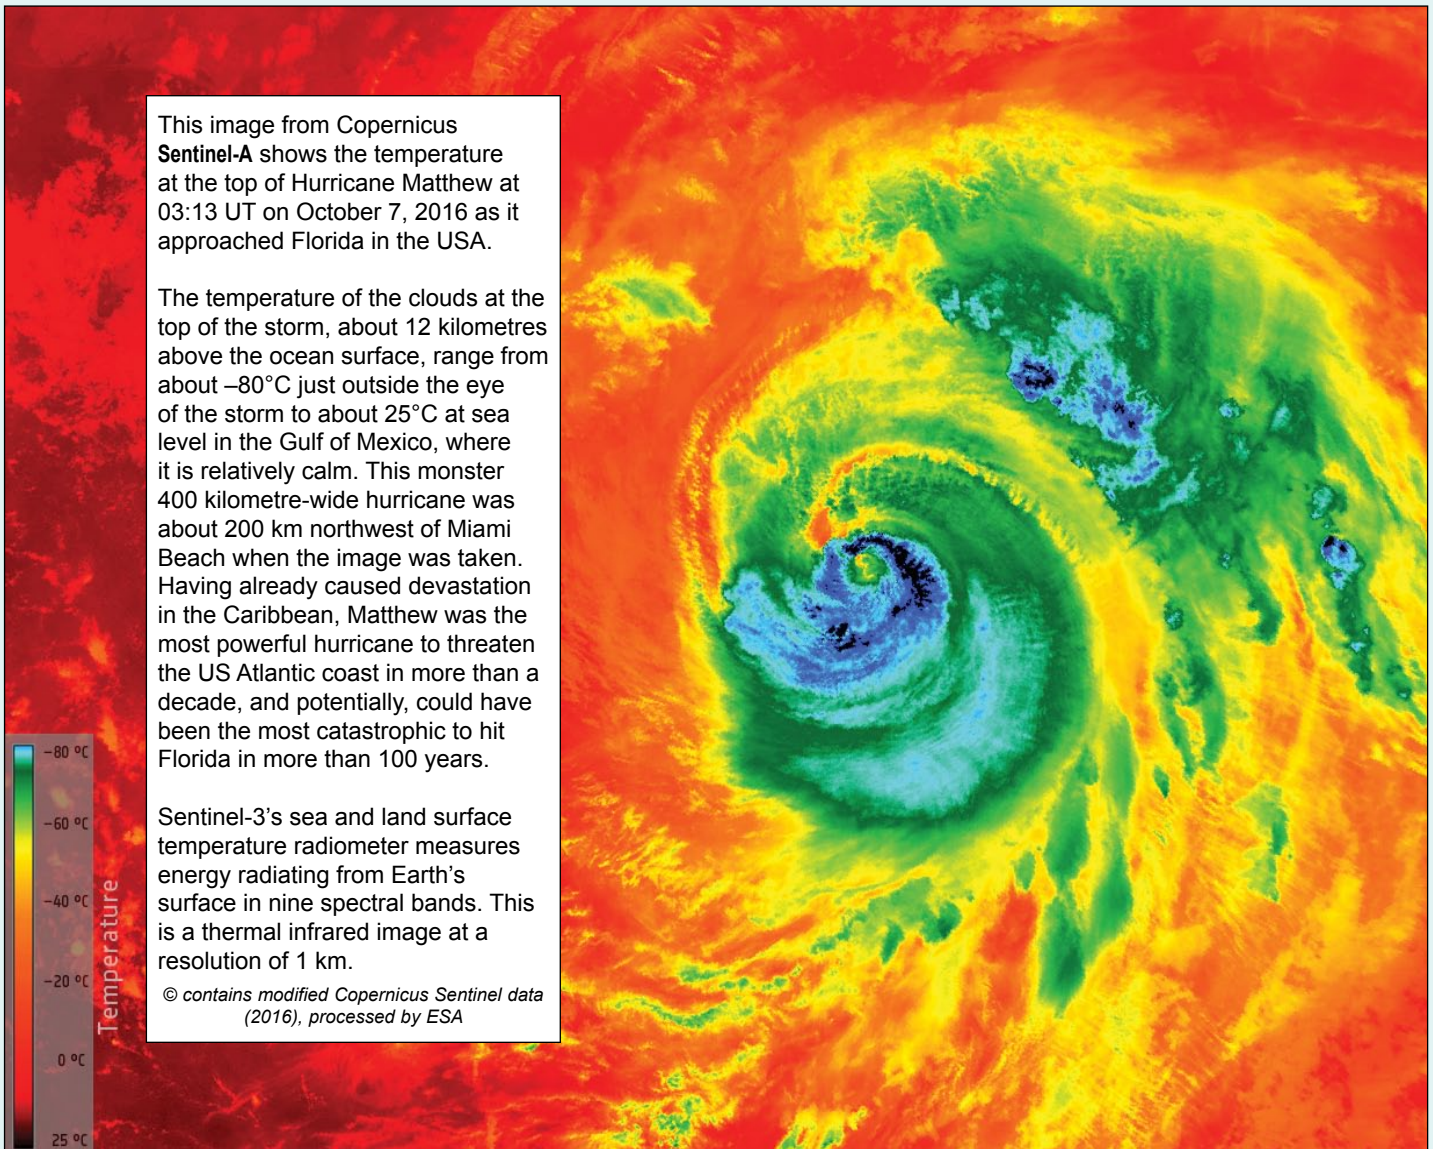 This image from Copernicus
Sentinel-A shows the temperature
at the top of Hurricane Matthew at
03:13 UT on October 7, 2016 as it
approached Florida in the USA.
The temperature of the clouds at the
top of the storm, about 12 kilometres
above the ocean surface, range from
about –80°C just outside the eye
of the storm to about 25°C at sea
level in the Gulf of Mexico, where
it is relatively calm. This monster
400 kilometre-wide hurricane was
about 200 km northwest of Miami
Beach when the image was taken.
Having already caused devastation
in the Caribbean, Matthew was the
most powerful hurricane to threaten
the US Atlantic coast in more than a
decade, and potentially, could have
been the most catastrophic to hit
Florida in more than 100 years.
Sentinel-3’s sea and land surface
temperature radiometer measures
energy radiating from Earth’s
surface in nine spectral bands. This
is a thermal infrared image at a
resolution of 1 km.
© contains modified Copernicus Sentinel data
(2016), processed by ESA
–80 ºC
–60 ºC
–40 ºC
–20 ºC
0 ºC
25 ºC
Temperature